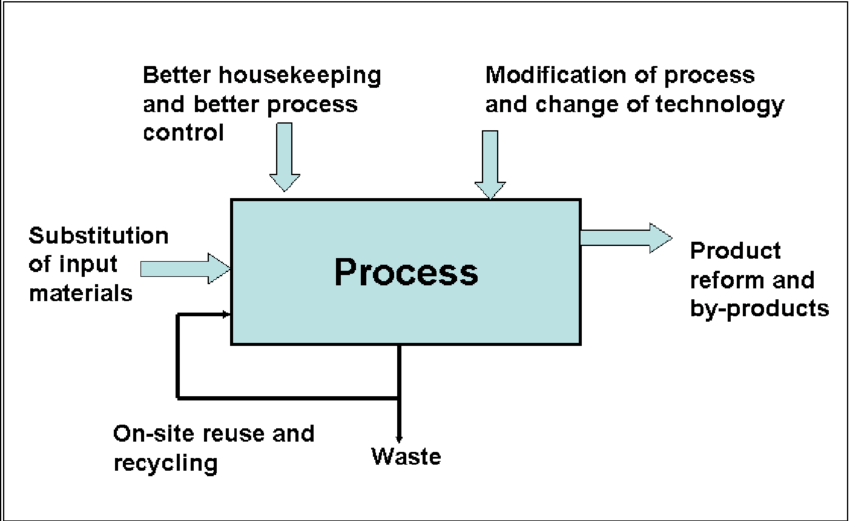 Better housekeeping
and better process
control
Modification of process
and change of technology
Substitution
of input
materials
Process
Product
reform and
by-products
On-site reuse and
recycling
Waste